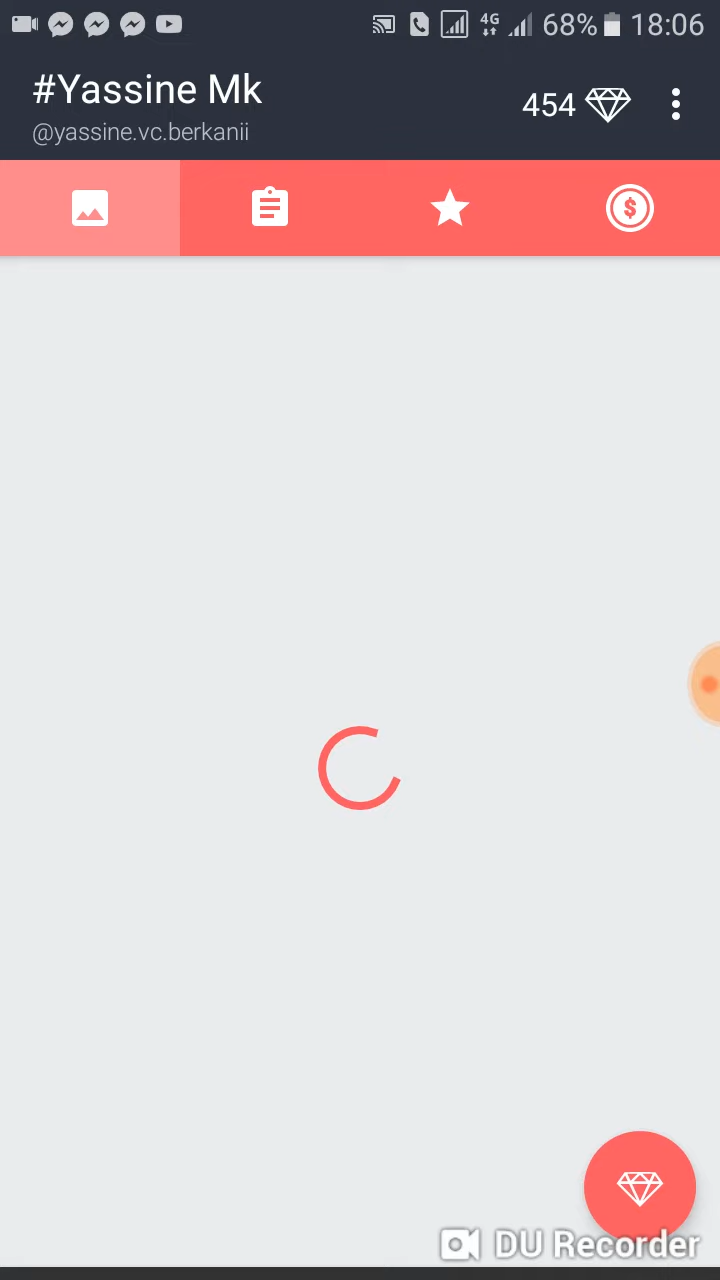 4G 68% 18:06
#Yassine Mk
454
@yassine.vc.berkanii
$
DU Recorder